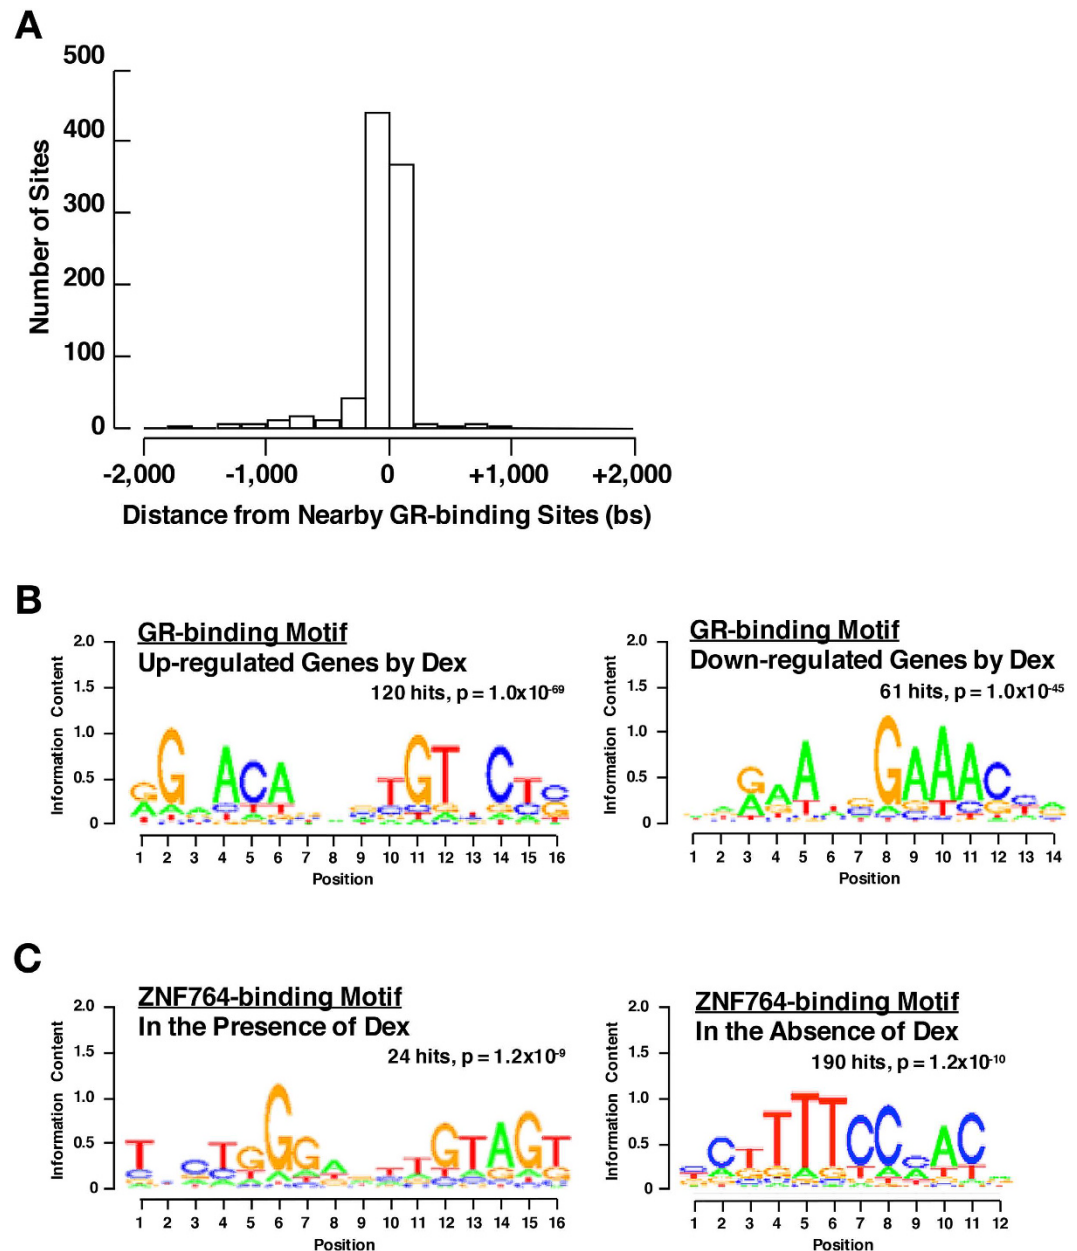 A
500
400
300
200
100
0
Number of Sites
-2,000 -1,000 0 +1,000 +2,000
Distance from Nearby GR-binding Sites (bs)
B
GR-binding Motif
Up-regulated Genes by Dex
120 hits, p = 1.0x10-69
2.0
1.5
1.0
0.5
0
Information Content
1 2 3 4 5 6 7 8 9 10 11 12 13 14 15 16
Position
GR-binding Motif
Down-regulated Genes by Dex
61 hits, p = 1.0x10-45
2.0
1.5
1.0
0.5
0
Information Content
1 2 3 4 5 6 7 8 9 10 11 12 13 14
Position
C
ZNF764-binding Motif
In the Presence of Dex
24 hits, p = 1.2x10-9
2.0
1.5
1.0
0.5
0
Information Content
1 2 3 4 5 6 7 8 9 10 11 12 13 14 15 16
Position
ZNF764-binding Motif
In the Absence of Dex
190 hits, p = 1.2x10-10
2.0
1.5
1.0
0.5
0
Information Content
1 2 3 4 5 6 7 8 9 10 11 12
Position